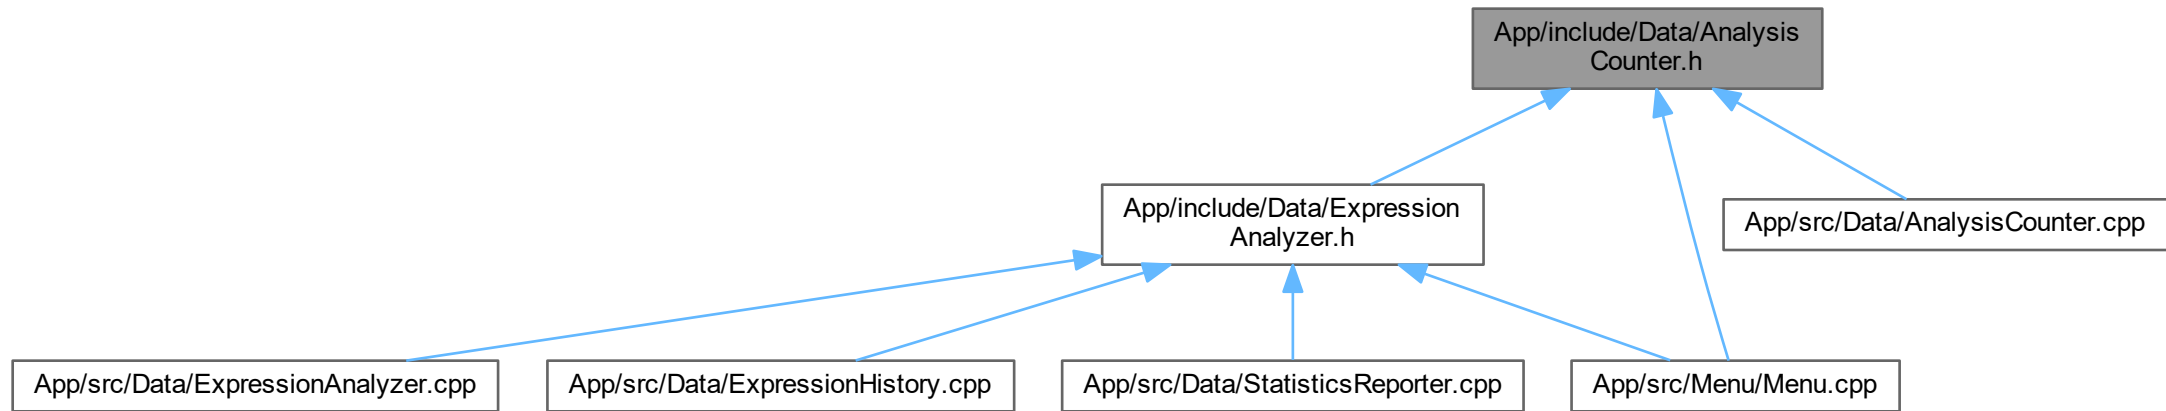 App/include/Data/Analysis
Counter.h
App/include/Data/Expression
Analyzer.h
App/src/Data/AnalysisCounter.cpp
App/src/Data/ExpressionAnalyzer.cpp
App/src/Data/ExpressionHistory.cpp
App/src/Data/StatisticsReporter.cpp
App/src/Menu/Menu.cpp